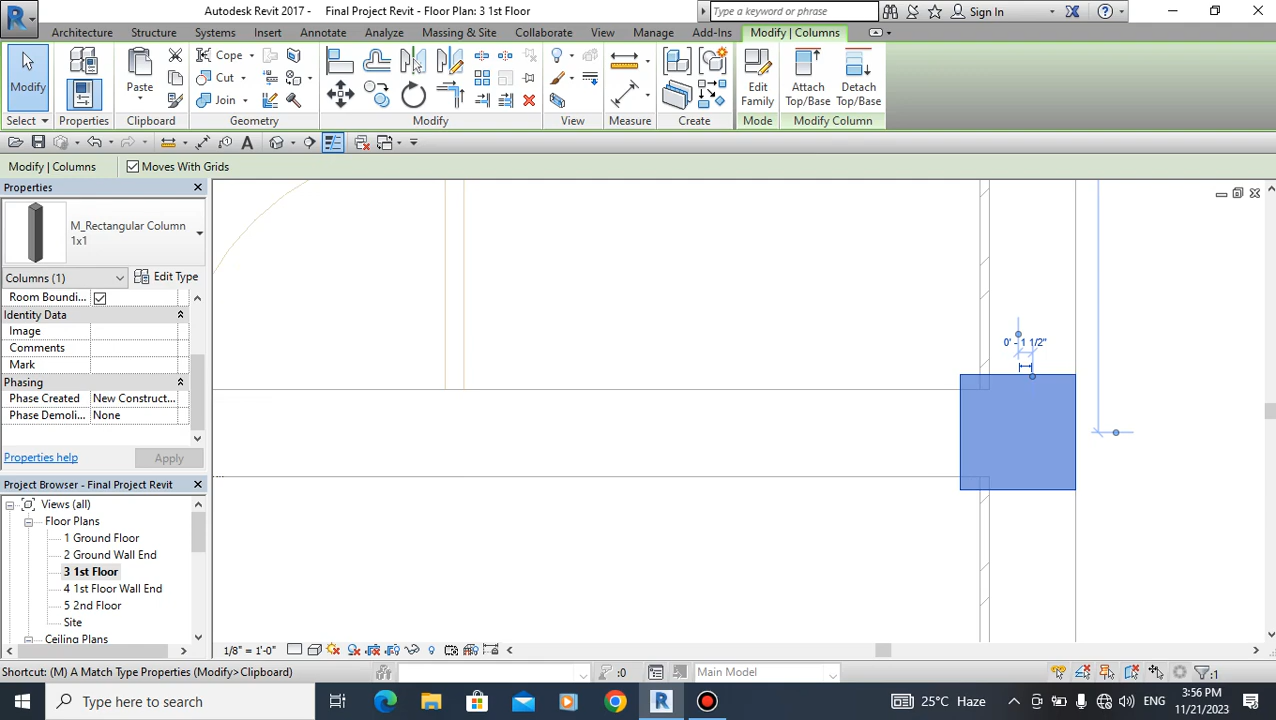 Autodesk Revit 2017 - Final Project Revit - Floor Plan: 3 1st Floor
Type a keyword or phrase
Sign In
Architecture Structure Systems Insert Annotate Analyze Massing & Site Collaborate View Manage Add-Ins Modify | Columns
Modify
Paste
Cope
Cut
Join
Edit Family
Attach Top/Base
Detach Top/Base
Select Properties Clipboard Geometry Modify View Measure Create Mode Modify Column
Modify | Columns
Moves With Grids
Properties
M_Rectangular Column
1x1
Columns (1)
Edit Type
Room Boundi...
Identity Data
Image
Comments
Mark
Phasing
Phase Created New Construct...
Phase Demoli... None
Properties help
Apply
0' - 1 1/2"
Project Browser - Final Project Revit
Views (all)
Floor Plans
1 Ground Floor
2 Ground Wall End
3 1st Floor
4 1st Floor Wall End
5 2nd Floor
Site
Ceiling Plans
1/8" = 1'-0"
Shortcut: (M) A Match Type Properties (Modify>Clipboard)
:0
Main Model
:1
Type here to search
25°C Haze
ENG
3:56 PM
11/21/2023